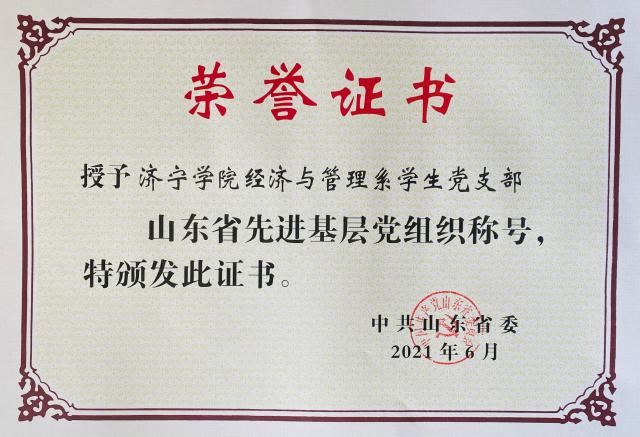 荣誉证书
授予 济宁学院经济与管理系学生党支部
山东省先进基层党组织称号，
特颁发此证书。
中共山东省委
2021年6月